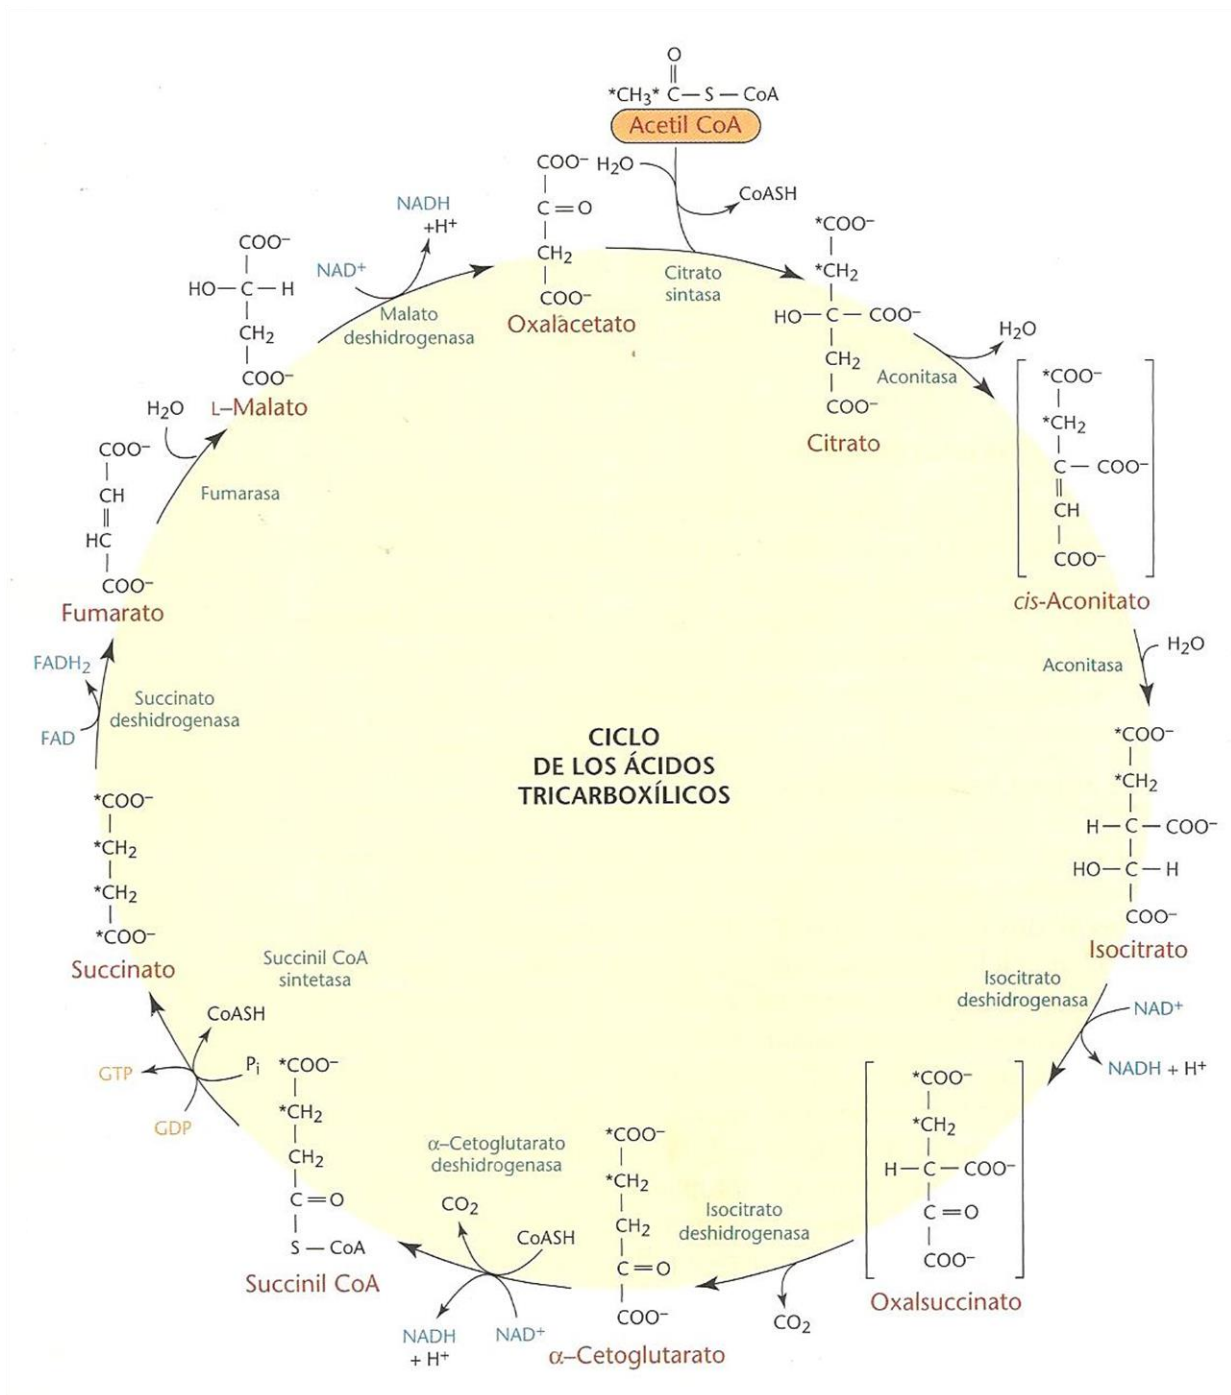 O
*CH3* C—S—CoA
Acetil CoA
H2O
CoASH
COO⁻
C=O
CH2
COO⁻
Oxalacetato
Citrato
sintasa
*COO⁻
*CH2
HO—C—COO⁻
CH2
COO⁻
Citrato
H2O
Aconitasa
*COO⁻
*CH2
C—COO⁻
CH
COO⁻
cis-Aconitato
H2O
Aconitasa
*COO⁻
*CH2
H—C—COO⁻
HO—C—H
COO⁻
Isocitrato
Isocitrato
deshidrogenasa
NAD⁺
NADH + H⁺
*COO⁻
*CH2
H—C—COO⁻
C=O
COO⁻
Oxalsuccinato
Isocitrato
deshidrogenasa
CO2
*COO⁻
*CH2
CH2
C=O
COO⁻
α–Cetoglutarato
α–Cetoglutarato
deshidrogenasa
CO2
CoASH
NADH
+ H⁺
NAD⁺
*COO⁻
*CH2
CH2
C=O
S—CoA
Succinil CoA
Succinil CoA
sintetasa
CoASH
GTP
Pi
GDP
*COO⁻
*CH2
*CH2
*COO⁻
Succinato
Succinato
deshidrogenasa
FADH2
FAD
COO⁻
CH
HC
COO⁻
Fumarato
H2O
Fumarasa
COO⁻
HO—C—H
CH2
COO⁻
L–Malato
NADH
+H⁺
NAD⁺
Malato
deshidrogenasa
CICLO
DE LOS ÁCIDOS
TRICARBOXÍLICOS